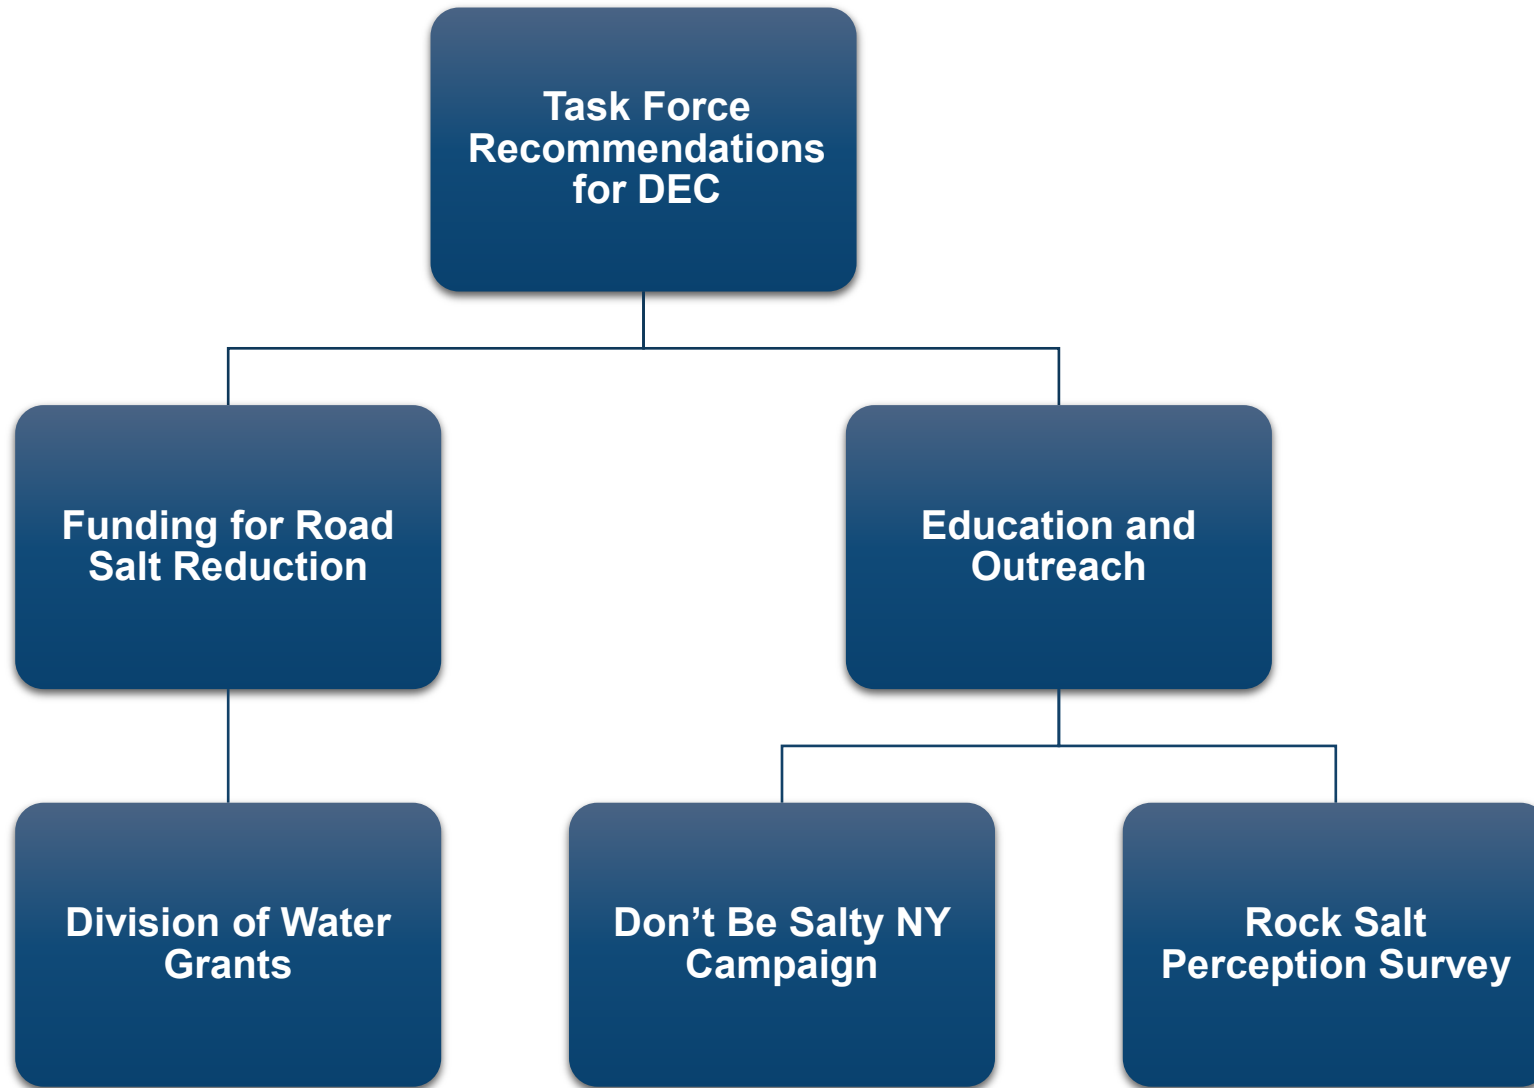 Task Force
Recommendations
for DEC
Funding for Road
Salt Reduction
Education and
Outreach
Division of Water
Grants
Don’t Be Salty NY
Campaign
Rock Salt
Perception Survey